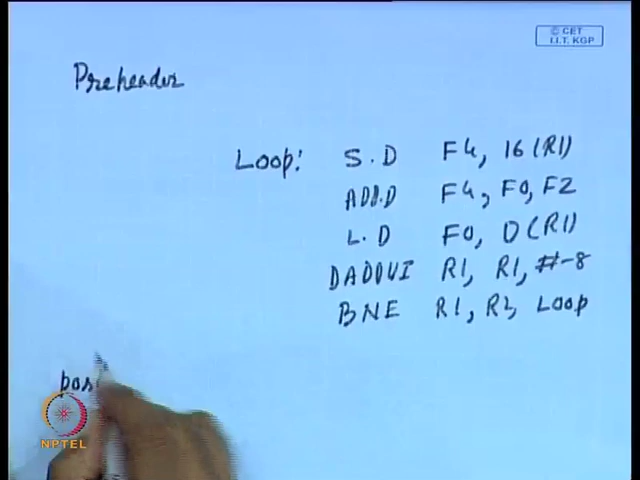 © CET
I.I.T. KGP
Preheader
Loop: S.D F4, 16(R1)
ADD.D F4, F0, F2
L.D F0, 0(R1)
DADDUI R1, R1, #-8
BNE R1, R2, Loop
pos
NPTEL